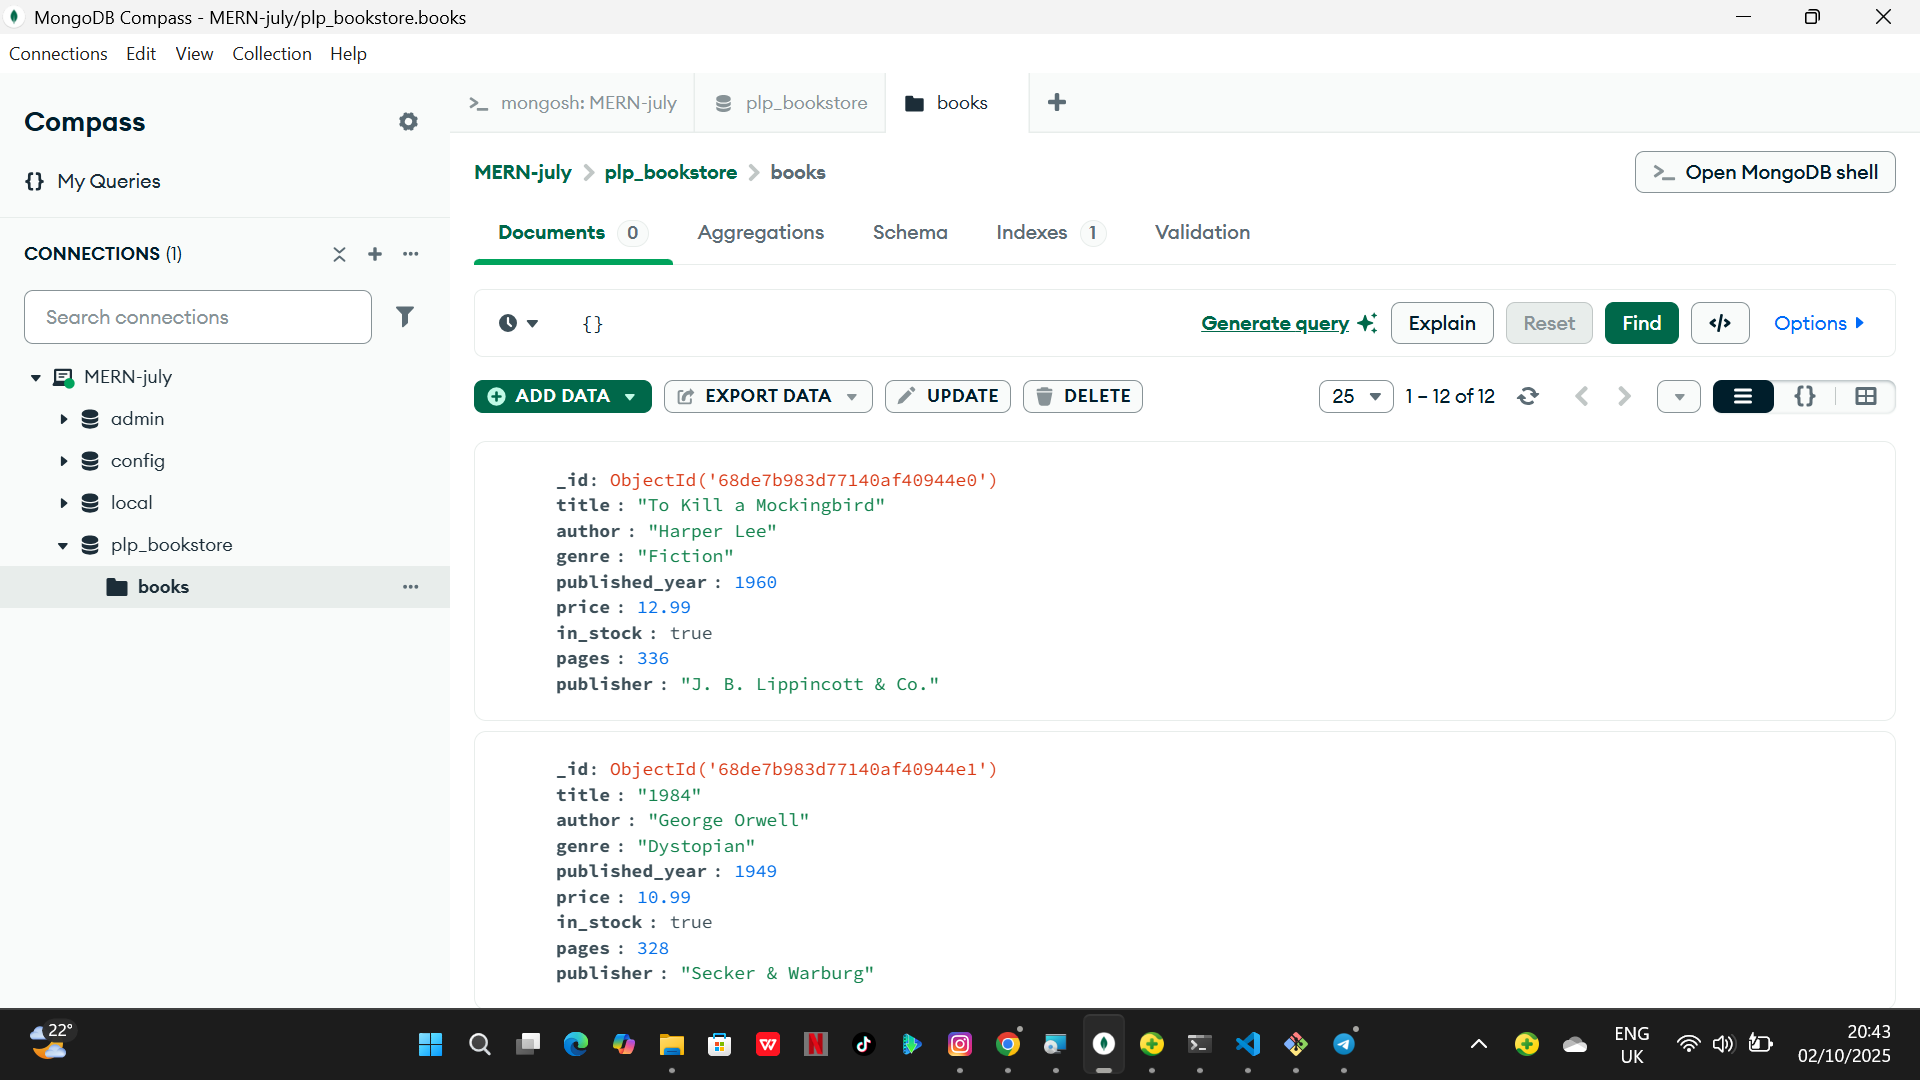 MongoDB Compass - MERN-july/plp_bookstore.books
Connections Edit View Collection Help
Compass
{} My Queries
CONNECTIONS (1)
Search connections
MERN-july
admin
config
local
plp_bookstore
books
>_ mongosh: MERN-july
plp_bookstore
books
MERN-july > plp_bookstore > books
>_ Open MongoDB shell
Documents 0 Aggregations Schema Indexes 1 Validation
{} Generate query Explain Reset Find </> Options
ADD DATA EXPORT DATA UPDATE DELETE 25 1 – 12 of 12 {}
_id: ObjectId('68de7b983d77140af40944e0')
title : "To Kill a Mockingbird"
author : "Harper Lee"
genre : "Fiction"
published_year : 1960
price : 12.99
in_stock : true
pages : 336
publisher : "J. B. Lippincott & Co."
_id: ObjectId('68de7b983d77140af40944e1')
title : "1984"
author : "George Orwell"
genre : "Dystopian"
published_year : 1949
price : 10.99
in_stock : true
pages : 328
publisher : "Secker & Warburg"
22°
ENG
UK
20:43
02/10/2025